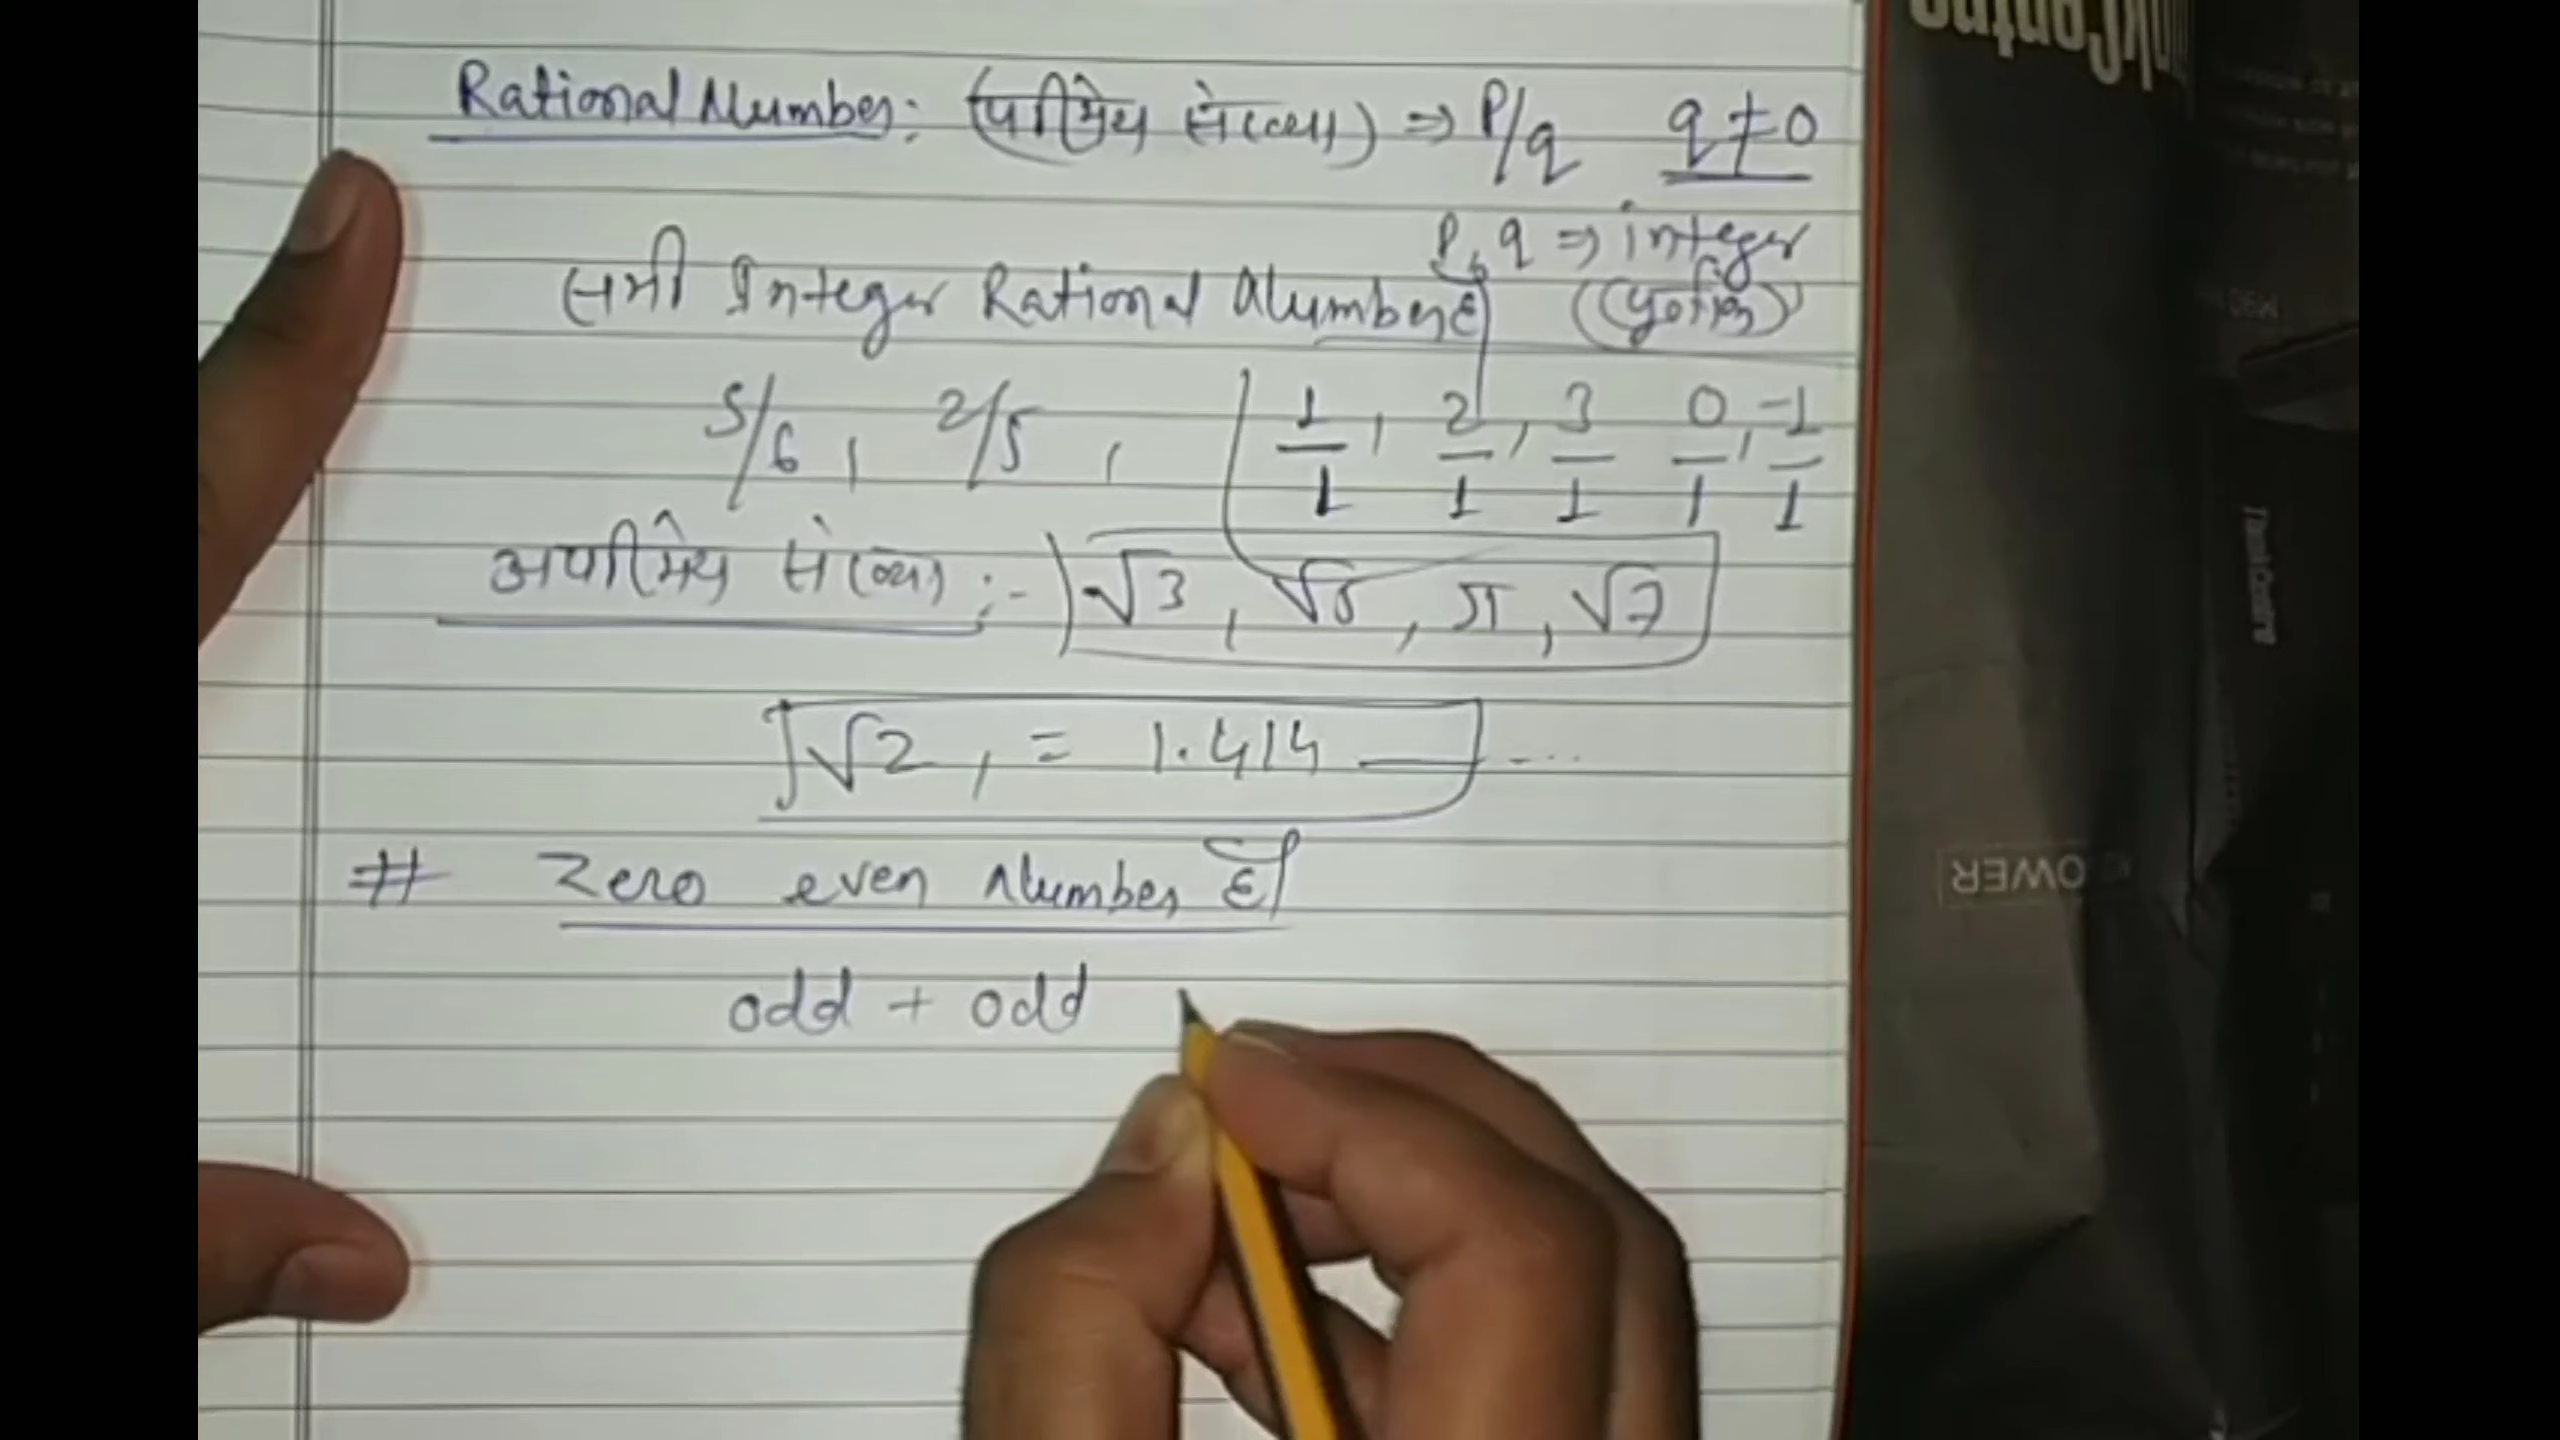 Rational Number: (परिमेय संख्या) ⇒ P/q q≠0
P, q ⇒ integer
सभी Integer Rational Number है (पूर्णांक)
5/6, 2/5, 1/1, 2/1, 3/1 0/1, -1/1
अपरिमेय संख्या :- √3, √5, π, √7
√2, = 1.414 — ...
# Zero even Number है
odd + odd
OWER